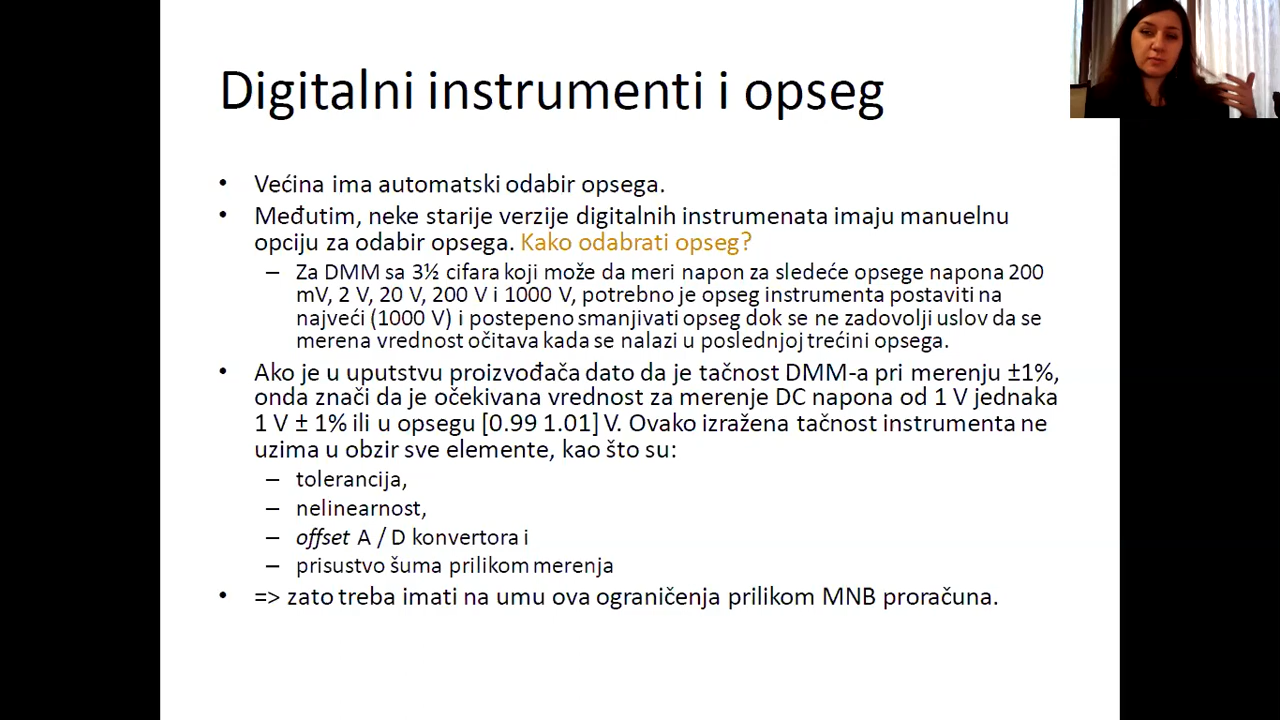 Digitalni instrumenti i opseg
• Većina ima automatski odabir opsega.
• Međutim, neke starije verzije digitalnih instrumenata imaju manuelnu
opciju za odabir opsega. Kako odabrati opseg?
– Za DMM sa 3½ cifara koji može da meri napon za sledeće opsege napona 200
mV, 2 V, 20 V, 200 V i 1000 V, potrebno je opseg instrumenta postaviti na
najveći (1000 V) i postepeno smanjivati opseg dok se ne zadovolji uslov da se
merena vrednost očitava kada se nalazi u poslednjoj trećini opsega.
• Ako je u uputstvu proizvođača dato da je tačnost DMM-a pri merenju ±1%,
onda znači da je očekivana vrednost za merenje DC napona od 1 V jednaka
1 V ± 1% ili u opsegu [0.99 1.01] V. Ovako izražena tačnost instrumenta ne
uzima u obzir sve elemente, kao što su:
– tolerancija,
– nelinearnost,
– offset A / D konvertora i
– prisustvo šuma prilikom merenja
• => zato treba imati na umu ova ograničenja prilikom MNB proračuna.